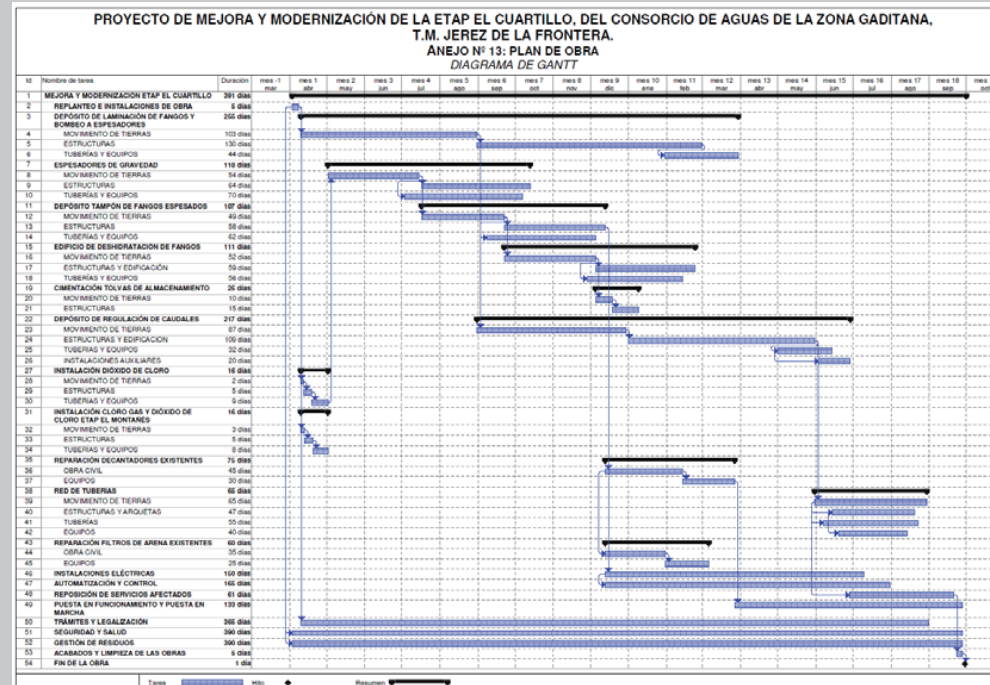 PROYECTO DE MEJORA Y MODERNIZACIÓN DE LA ETAP EL CUARTILLO, DEL CONSORCIO DE AGUAS DE LA ZONA GADITANA,
T.M. JEREZ DE LA FRONTERA.
ANEJO Nº 13: PLAN DE OBRA
DIAGRAMA DE GANTT
Id Nombre de tarea Duración mes -1 mes 1 mes 2 mes 3 mes 4 mes 5 mes 6 mes 7 mes 8 mes 9 mes 10 mes 11 mes 12 mes 13 mes 14 mes 15 mes 16 mes 17 mes 18 mes
mar abr may jun jul ago sep oct nov dic ene feb mar abr may jun jul ago sep oct
1 MEJORA Y MODERNIZACIÓN ETAP EL CUARTILLO 391 días
2 REPLANTEO E INSTALACIONES DE OBRA 5 días
3 DEPÓSITO DE LAMINACIÓN DE FANGOS Y BOMBEO A ESPESADORES 255 días
4 MOVIMIENTO DE TIERRAS 103 días
5 ESTRUCTURAS 130 días
6 TUBERÍAS Y EQUIPOS 44 días
7 ESPESADORES DE GRAVEDAD 118 días
8 MOVIMIENTO DE TIERRAS 54 días
9 ESTRUCTURAS 64 días
10 TUBERÍAS Y EQUIPOS 70 días
11 DEPÓSITO TAMPÓN DE FANGOS ESPESADOS 107 días
12 MOVIMIENTO DE TIERRAS 49 días
13 ESTRUCTURAS 58 días
14 TUBERÍAS Y EQUIPOS 62 días
15 EDIFICIO DE DESHIDRATACION DE FANGOS 111 días
16 MOVIMIENTO DE TIERRAS 52 días
17 ESTRUCTURAS Y EDIFICACIÓN 59 días
18 TUBERÍAS Y EQUIPOS 56 días
19 CIMENTACIÓN TOLVAS DE ALMACENAMIENTO 25 días
20 MOVIMIENTO DE TIERRAS 10 días
21 ESTRUCTURAS 15 días
22 DEPÓSITO DE REGULACIÓN DE CAUDALES 217 días
23 MOVIMIENTO DE TIERRAS 87 días
24 ESTRUCTURAS Y EDIFICACION 109 días
25 TUBERIAS Y EQUIPOS 32 días
26 INSTALACIONES AUXILIARES 20 días
27 INSTALACIÓN DIÓXIDO DE CLORO 16 días
28 MOVIMIENTO DE TIERRAS 2 días
29 ESTRUCTURAS 5 días
30 TUBERIAS Y EQUIPOS 9 días
31 INSTALACIÓN CLORO GAS Y DIÓXIDO DE CLORO ETAP EL MONTAÑÉS 16 días
32 MOVIMIENTO DE TIERRAS 3 días
33 ESTRUCTURAS 5 días
34 TUBERIAS Y EQUIPOS 8 días
35 REPARACIÓN DECANTADORES EXISTENTES 75 días
36 OBRA CIVIL 45 días
37 EQUIPOS 30 días
38 RED DE TUBERIAS 65 días
39 MOVIMIENTO DE TIERRAS 65 días
40 ESTRUCTURAS Y ARQUETAS 47 días
41 TUBERÍAS 55 días
42 EQUIPOS 40 días
43 REPARACIÓN FILTROS DE ARENA EXISTENTES 60 días
44 OBRA CIVIL 35 días
45 EQUIPOS 25 días
46 INSTALACIONES ELÉCTRICAS 150 días
47 AUTOMATIZACIÓN Y CONTROL 165 días
48 REPOSICIÓN DE SERVICIOS AFECTADOS 61 días
49 PUESTA EN FUNCIONAMIENTO Y PUESTA EN MARCHA 133 días
50 TRÁMITES Y LEGALIZACIÓN 365 días
51 SEGURIDAD Y SALUD 390 días
52 GESTIÓN DE RESIDUOS 390 días
53 ACABADOS Y LIMPIEZA DE LAS OBRAS 5 días
54 FIN DE LA OBRA 1 día
Tarea Hito Resumen